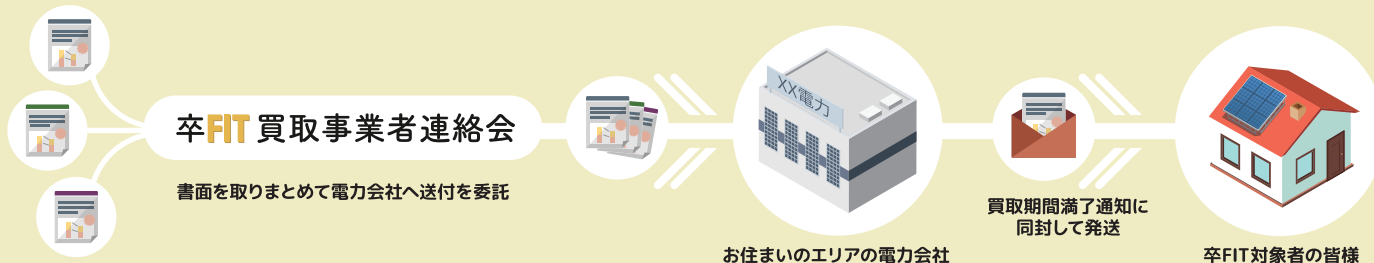 卒FIT買取事業者連絡会
書面を取りまとめて電力会社へ送付を委託
XX電力
お住まいのエリアの電力会社
買取期間満了通知に
同封して発送
卒FIT対象者の皆様